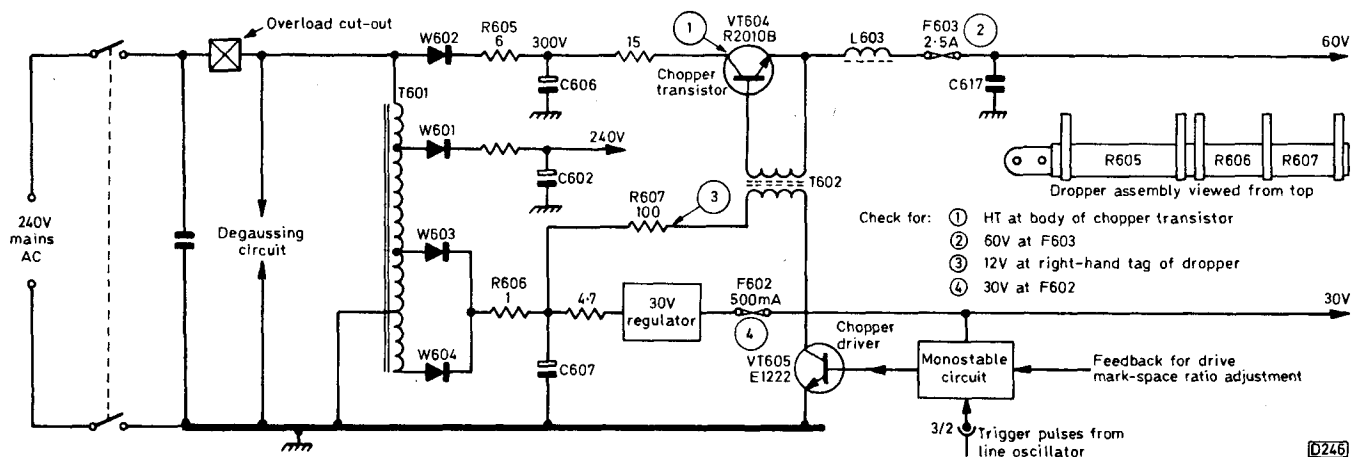 Overload cut-out
W602
R605
6
300V
15
1
VT604
R2010B
L603
F603
2·5A
2
60V
C606
Chopper
transistor
C617
T601
W601
240V
C602
T602
R605
R606
R607
Dropper assembly viewed from top
240V
mains
AC
Degaussing
circuit
R607
100
3
Check for:
1 HT at body of chopper transistor
2 60V at F603
3 12V at right-hand tag of dropper
4 30V at F602
W603
R606
1
4·7
30V
regulator
F602
500mA
4
30V
Chopper
driver
W604
C607
VT605
E1222
Monostable
circuit
Feedback for drive
mark-space ratio adjustment
3/2
Trigger pulses from
line oscillator
D246